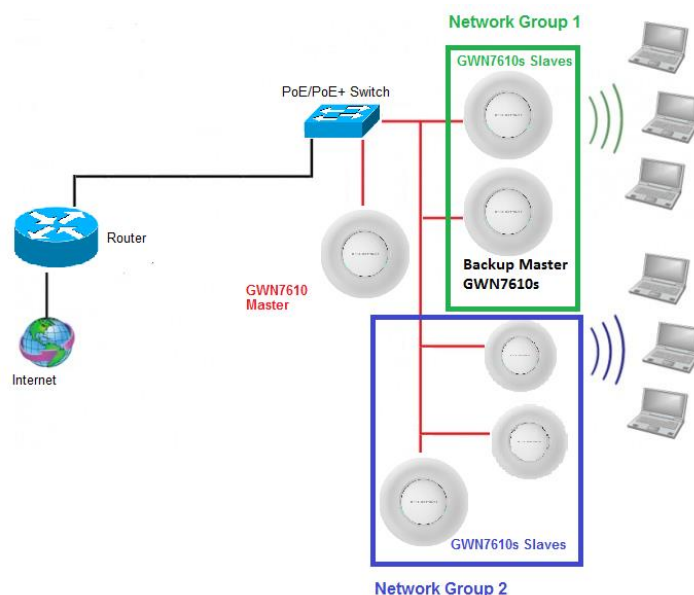 Network Group 1
GWN7610s Slaves
PoE/PoE+ Switch
Router
GWN7610
Master
Backup Master
GWN7610s
Internet
GWN7610s Slaves
Network Group 2